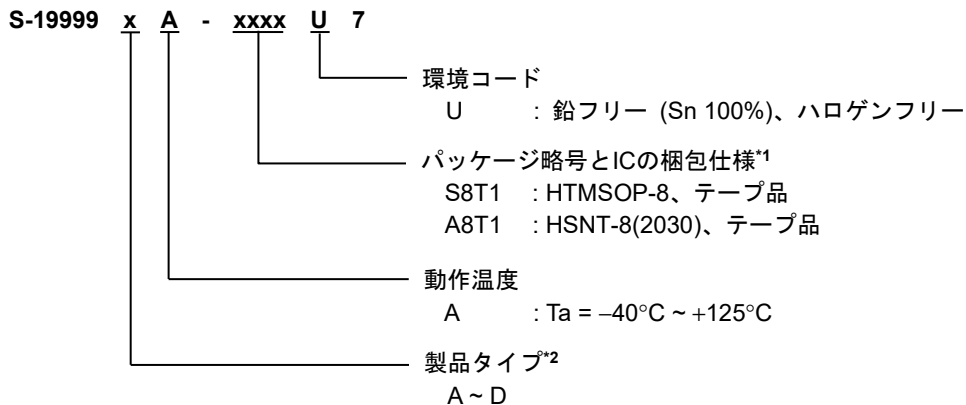 S-19999 x A - xxxx U 7
環境コード
U : 鉛フリー (Sn 100%)、ハロゲンフリー
パッケージ略号とICの梱包仕様*1
S8T1 : HTMSOP-8、テープ品
A8T1 : HSNT-8(2030)、テープ品
動作温度
A : Ta = −40°C ~ +125°C
製品タイプ*2
A ~ D